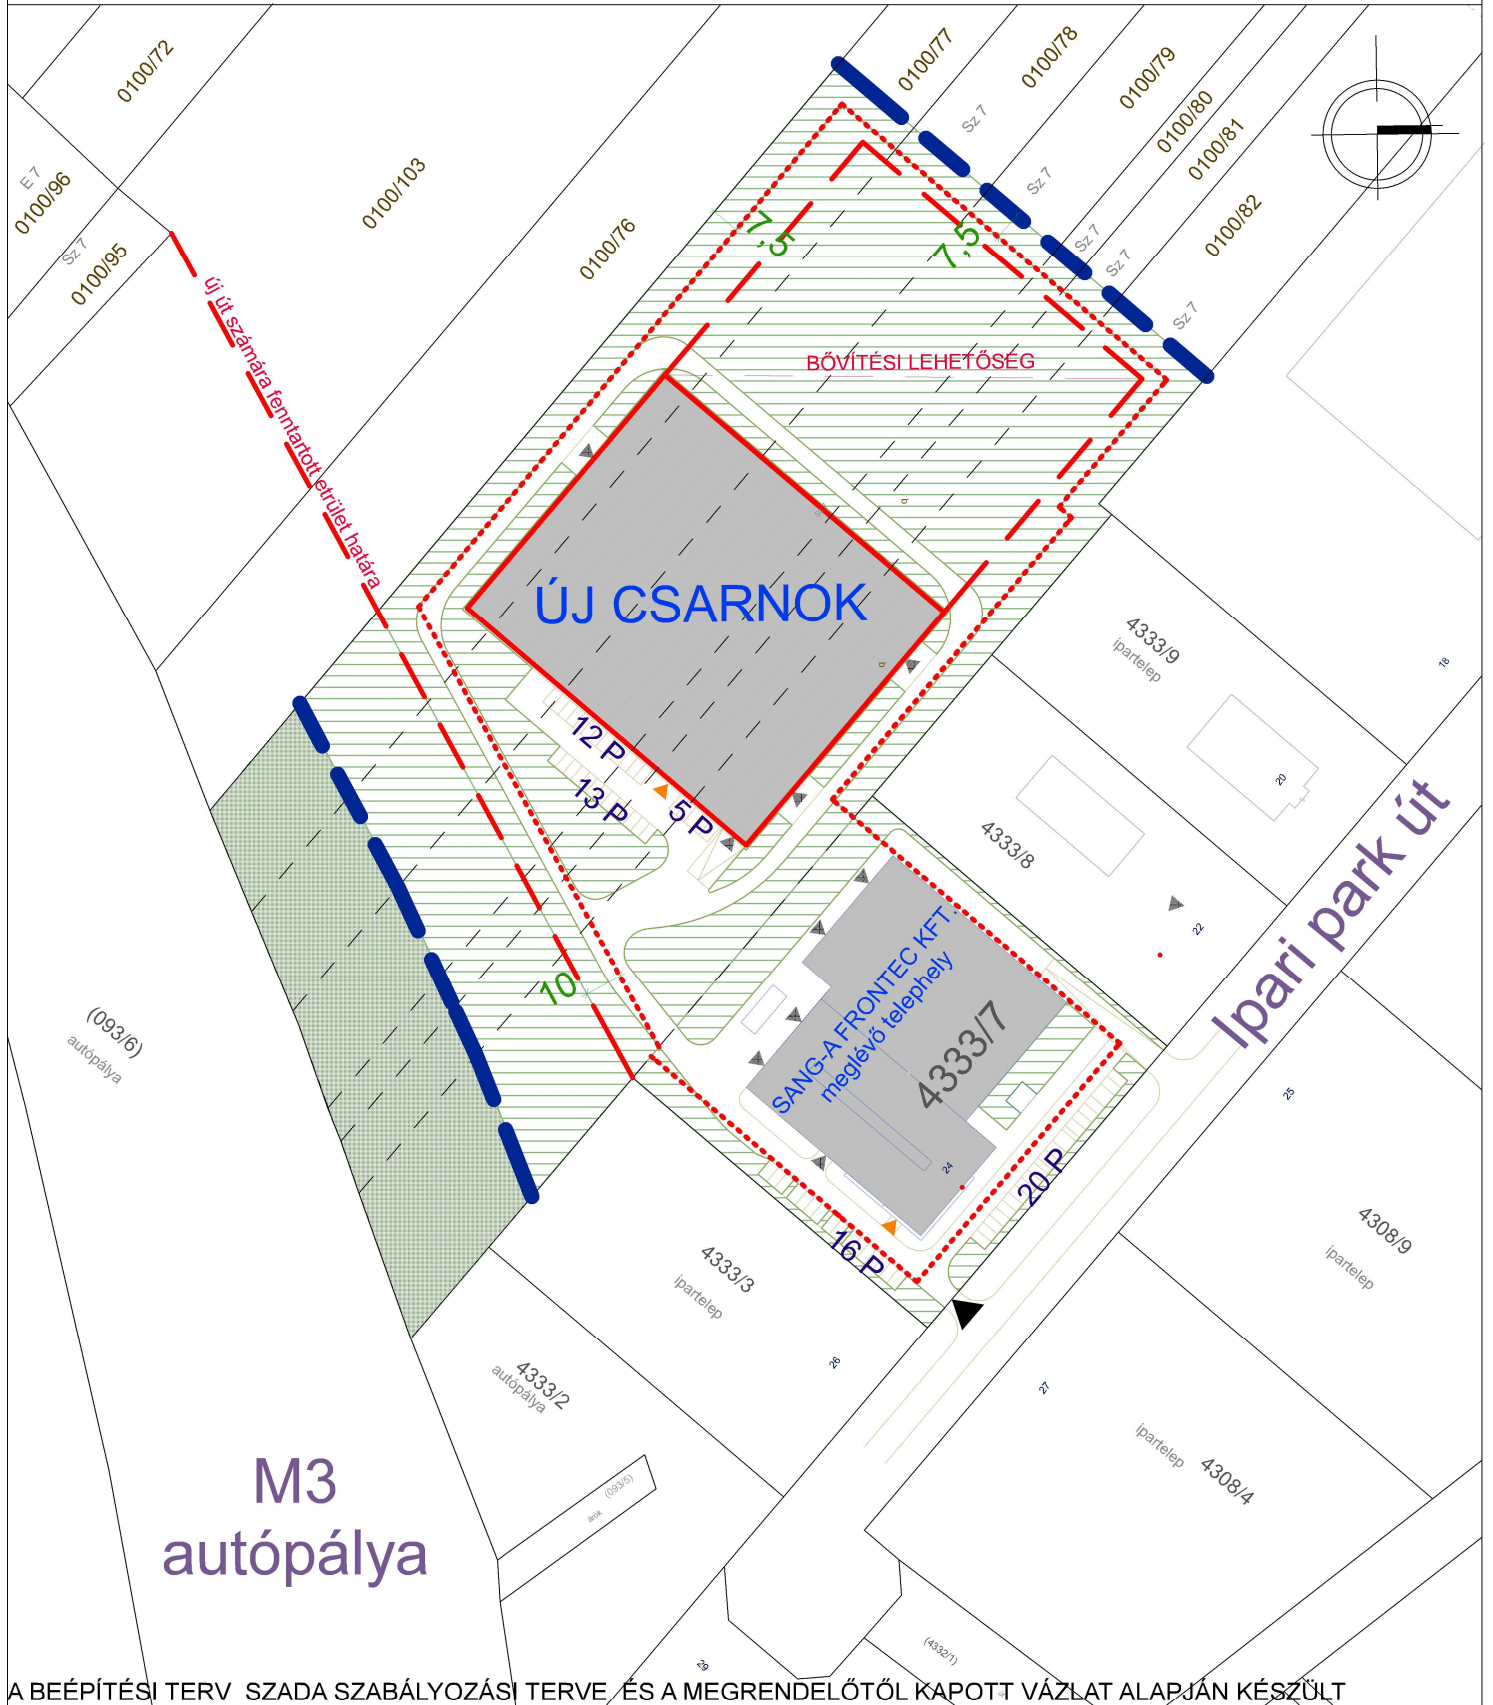 0100/72
0100/77
0100/78
0100/79
0100/80
0100/81
0100/82
Sz 7
Sz 7
Sz 7
Sz 7
Sz 7
E 7
0100/96
Sz 7
0100/95
0100/103
0100/76
7,5
7,5
új út számára fenntartott etrület határa
BŐVÍTÉSI LEHETŐSÉG
ÚJ CSARNOK
12 P
13 P
5 P
10
4333/9
ipartelep
18
20
4333/8
22
Ipari park út
SANG-A FRONTEC KFT.
meglévő telephely
4333/7
24
20 P
16 P
25
(093/6)
autópálya
4333/3
ipartelep
26
4308/9
ipartelep
27
4333/2
autópálya
ipartelep
4308/4
M3
autópálya
(093/5)
árok
(4332/1)
29
A BEÉPÍTÉSI TERV SZADA SZABÁLYOZÁSI TERVE ÉS A MEGRENDELŐTŐL KAPOTT VÁZLAT ALAPJÁN KÉSZÜLT